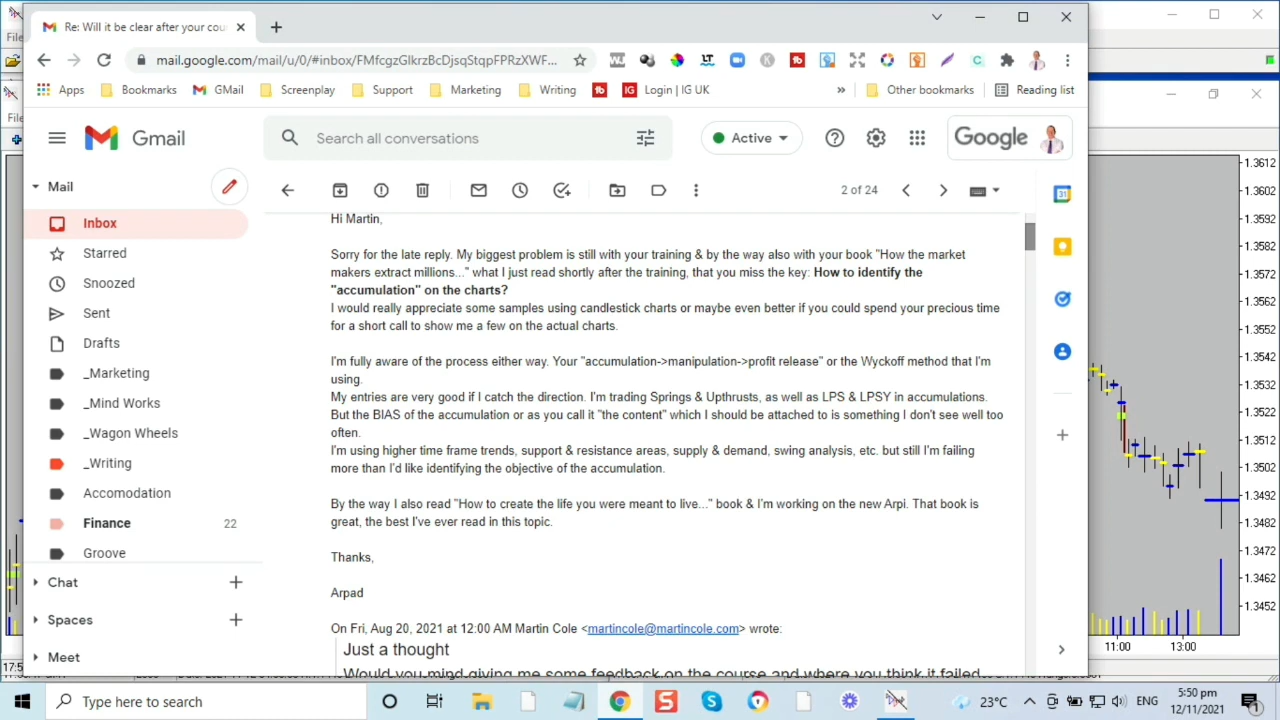 Re: Will it be clear after your cou
File
mail.google.com/mail/u/0/#inbox/FMfcgzGlkrzBcDjsqStqpFPRzXWF...
Apps
Bookmarks
GMail
Screenplay
Support
Marketing
Writing
Login | IG UK
»
Other bookmarks
Reading list
Gmail
Search all conversations
Active
Google
Mail
2 of 24
Inbox
Starred
Snoozed
Sent
Drafts
_Marketing
_Mind Works
_Wagon Wheels
_Writing
Accomodation
Finance 22
Groove
Chat
Spaces
Meet
Hi Martin,
Sorry for the late reply. My biggest problem is still with your training & by the way also with your book "How the market
makers extract millions..." what I just read shortly after the training, that you miss the key: How to identify the
"accumulation" on the charts?
I would really appreciate some samples using candlestick charts or maybe even better if you could spend your precious time
for a short call to show me a few on the actual charts.
I'm fully aware of the process either way. Your "accumulation->manipulation->profit release" or the Wyckoff method that I'm
using.
My entries are very good if I catch the direction. I'm trading Springs & Upthrusts, as well as LPS & LPSY in accumulations.
But the BIAS of the accumulation or as you call it "the content" which I should be attached to is something I don't see well too
often.
I'm using higher time frame trends, support & resistance areas, supply & demand, swing analysis, etc. but still I'm failing
more than I'd like identifying the objective of the accumulation.
By the way I also read "How to create the life you were meant to live..." book & I'm working on the new Arpi. That book is
great, the best I've ever read in this topic.
Thanks,
Arpad
On Fri, Aug 20, 2021 at 12:00 AM Martin Cole <martincole@martincole.com> wrote:
Just a thought
Would you mind giving me some feedback on the course and where you think it failed
1.3612
1.3602
1.3592
1.3582
1.3572
1.3562
1.3552
1.3542
1.3532
1.3522
1.3512
1.3502
1.3492
1.3482
1.3472
1.3462
1.3452
11:00
13:00
Type here to search
23°C
ENG
5:50 pm
12/11/2021